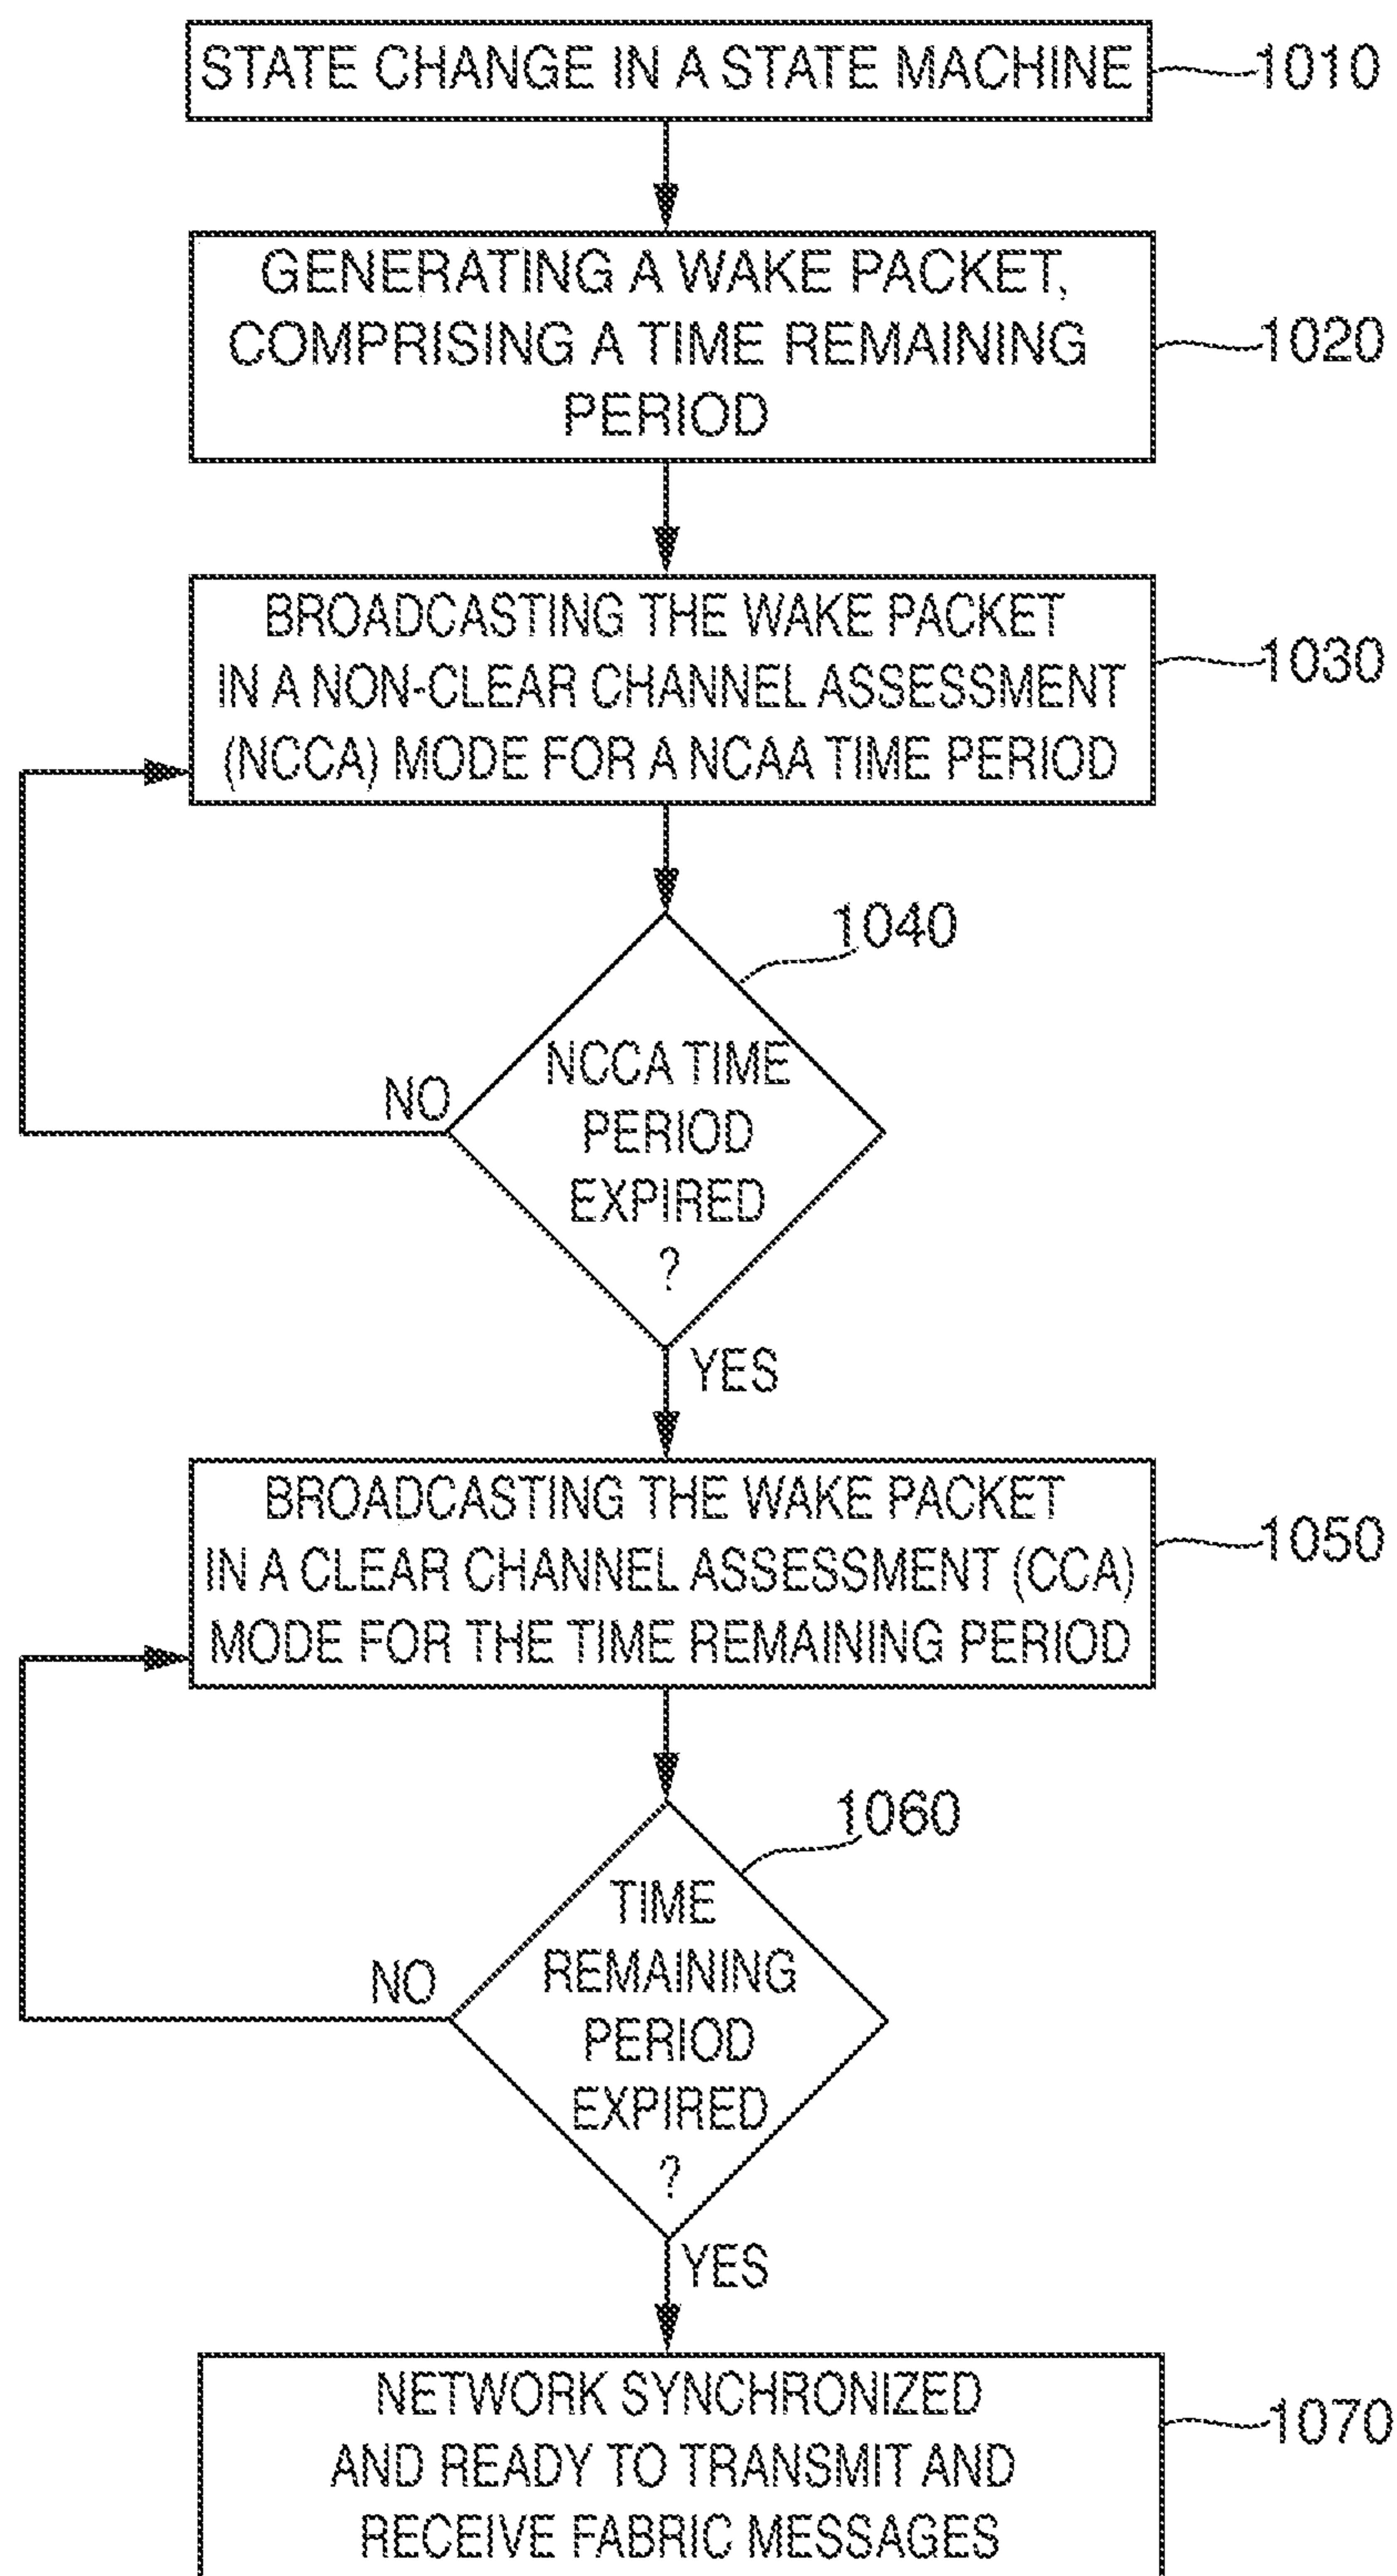 STATE CHANGE IN A STATE MACHINE
1010
GENERATING A WAKE PACKET,
COMPRISING A TIME REMAINING
PERIOD
1020
BROADCASTING THE WAKE PACKET
IN A NON-CLEAR CHANNEL ASSESSMENT
(NCCA) MODE FOR A NCAA TIME PERIOD
1030
1040
NCCA TIME
PERIOD
EXPIRED
?
NO
YES
BROADCASTING THE WAKE PACKET
IN A CLEAR CHANNEL ASSESSMENT (CCA)
MODE FOR THE TIME REMAINING PERIOD
1050
1060
TIME
REMAINING
PERIOD
EXPIRED
?
NO
YES
NETWORK SYNCHRONIZED
AND READY TO TRANSMIT AND
RECEIVE FABRIC MESSAGES
1070